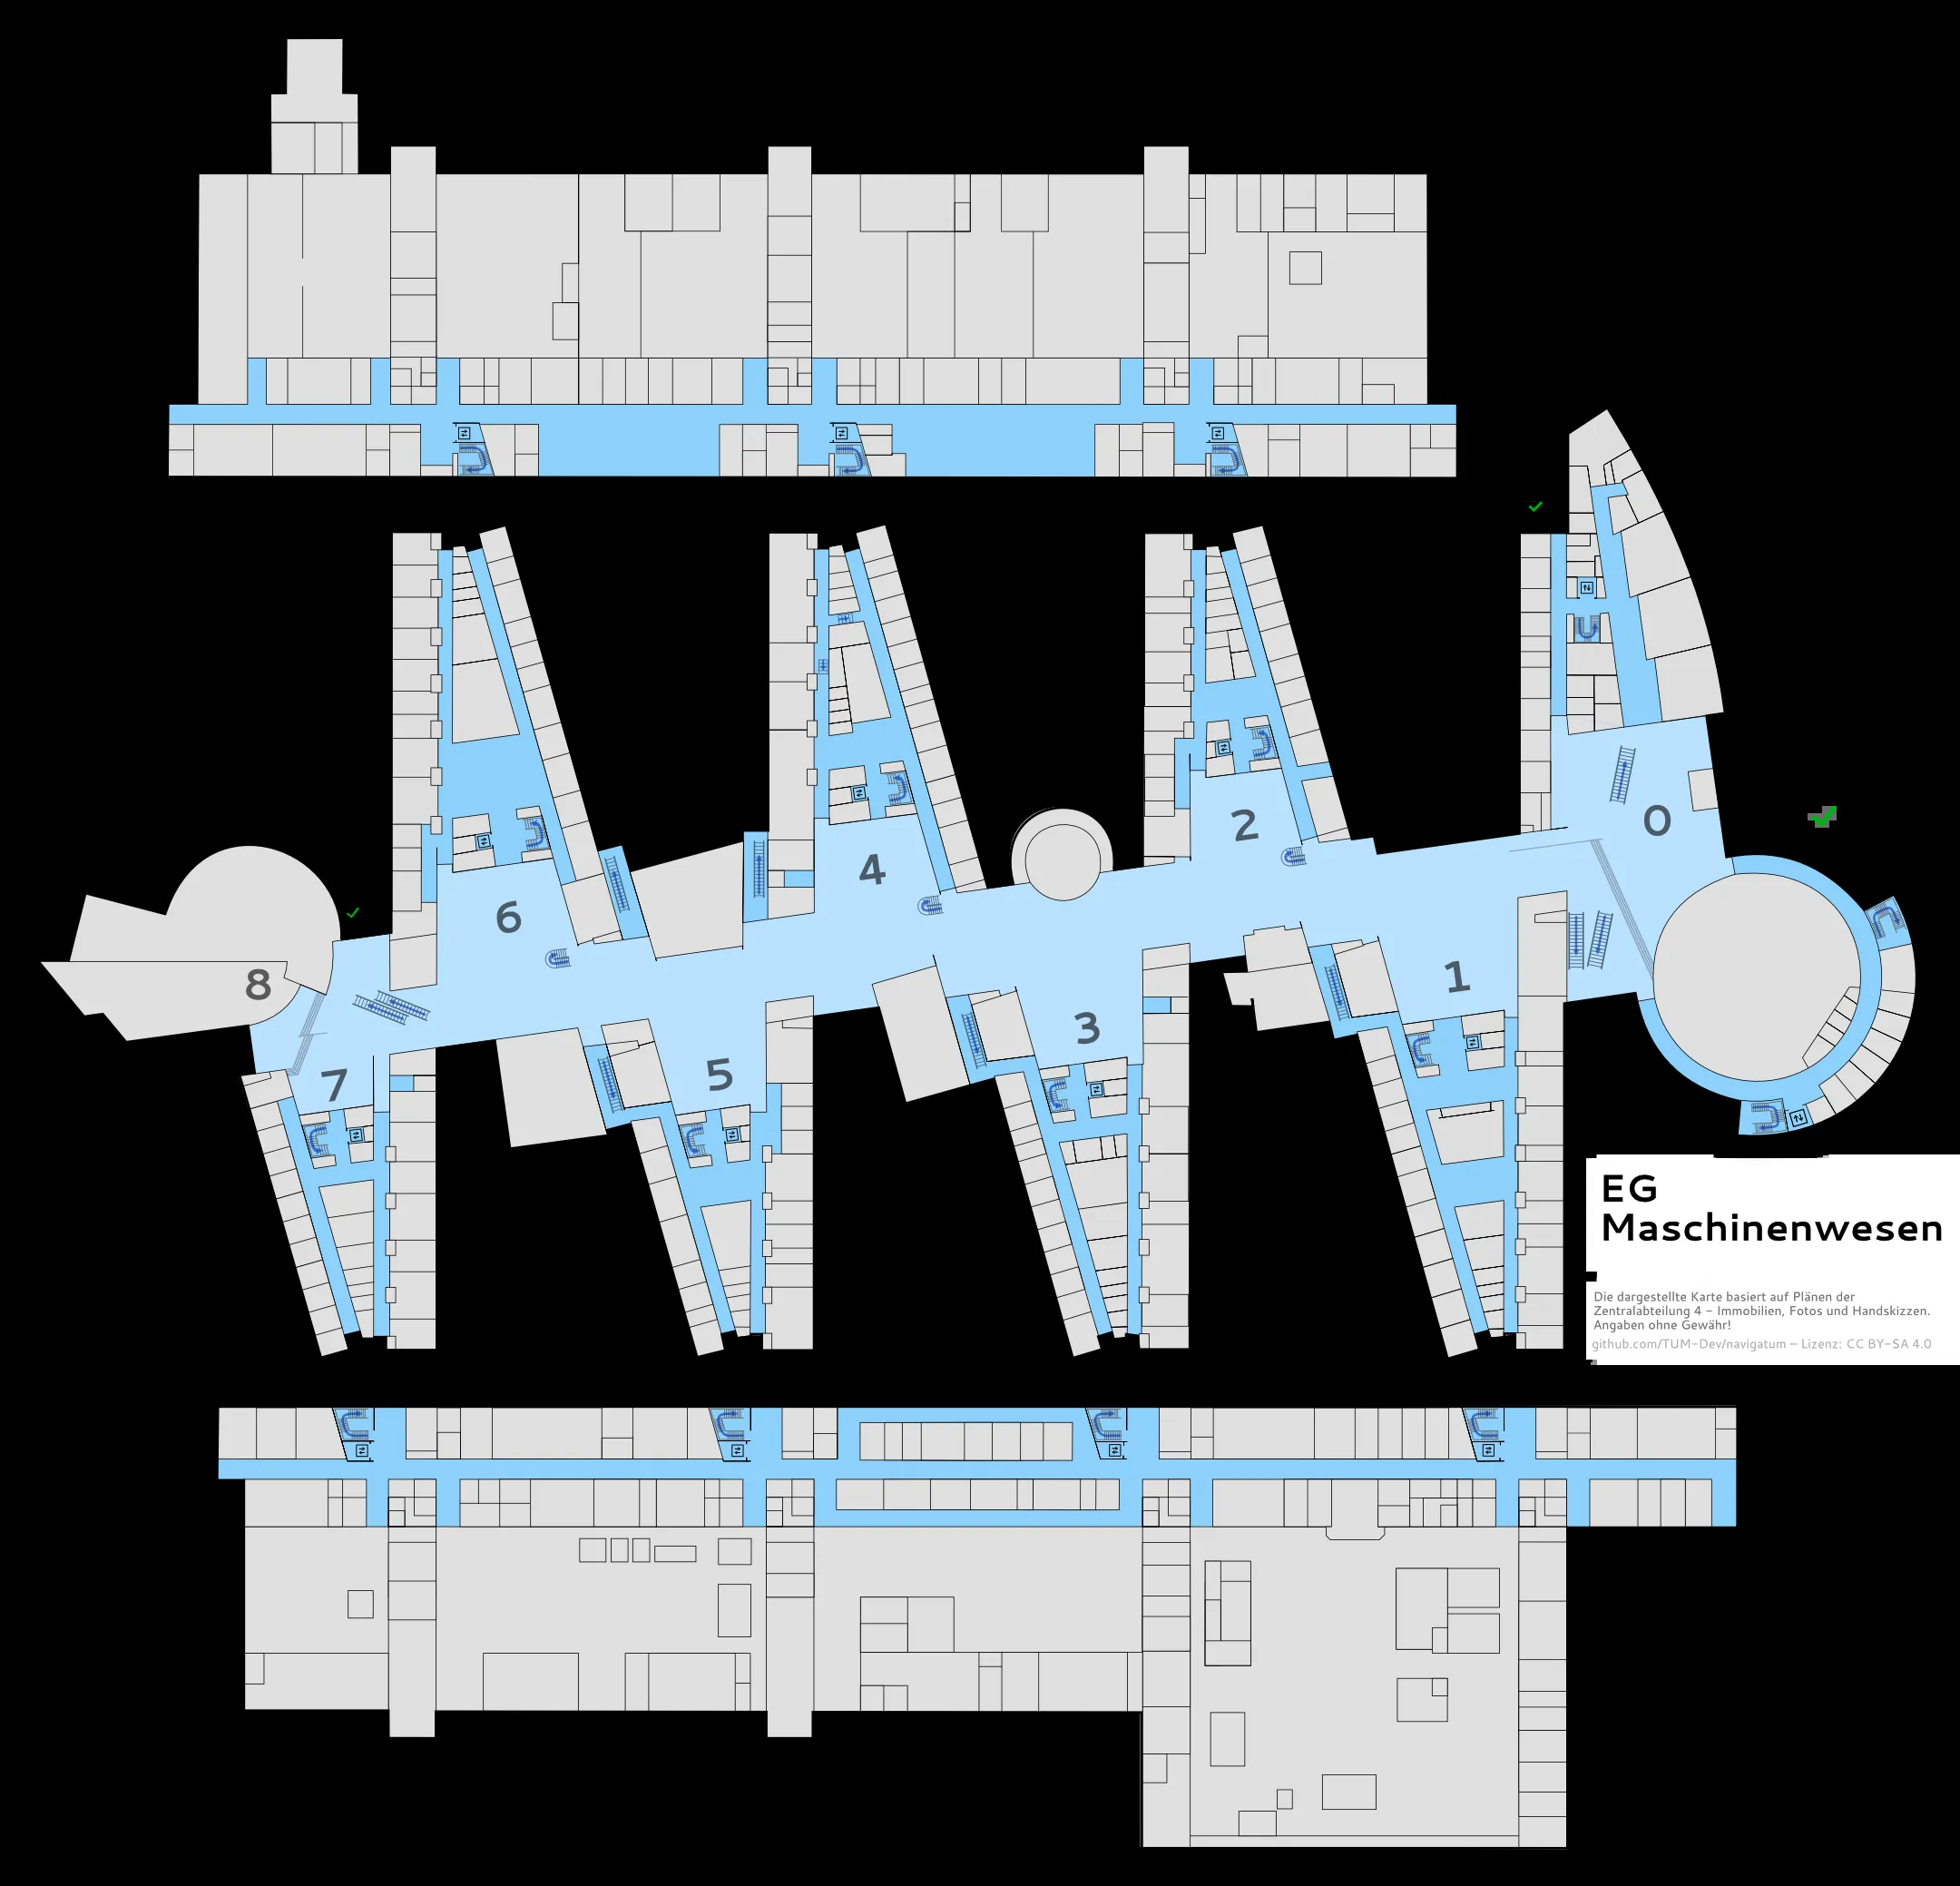 2
0
4
6
8
1
3
5
7
EG
Maschinenwesen
Die dargestellte Karte basiert auf Plänen der
Zentralabteilung 4 - Immobilien, Fotos und Handskizzen.
Angaben ohne Gewähr!
github.com/TUM-Dev/navigatum – Lizenz: CC BY-SA 4.0